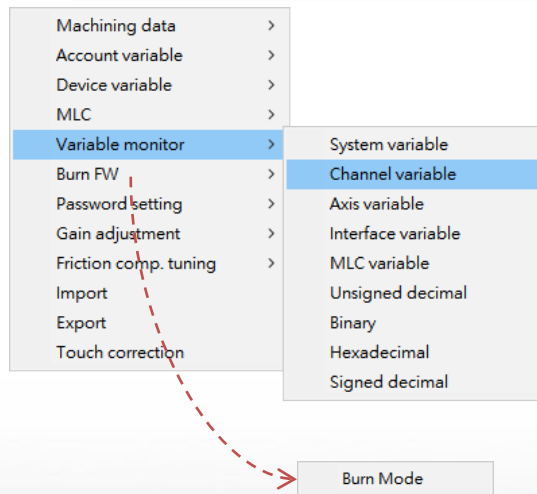 Machining data
Account variable
Device variable
MLC
Variable monitor
Burn FW
Password setting
Gain adjustment
Friction comp. tuning
Import
Export
Touch correction
System variable
Channel variable
Axis variable
Interface variable
MLC variable
Unsigned decimal
Binary
Hexadecimal
Signed decimal
Burn Mode